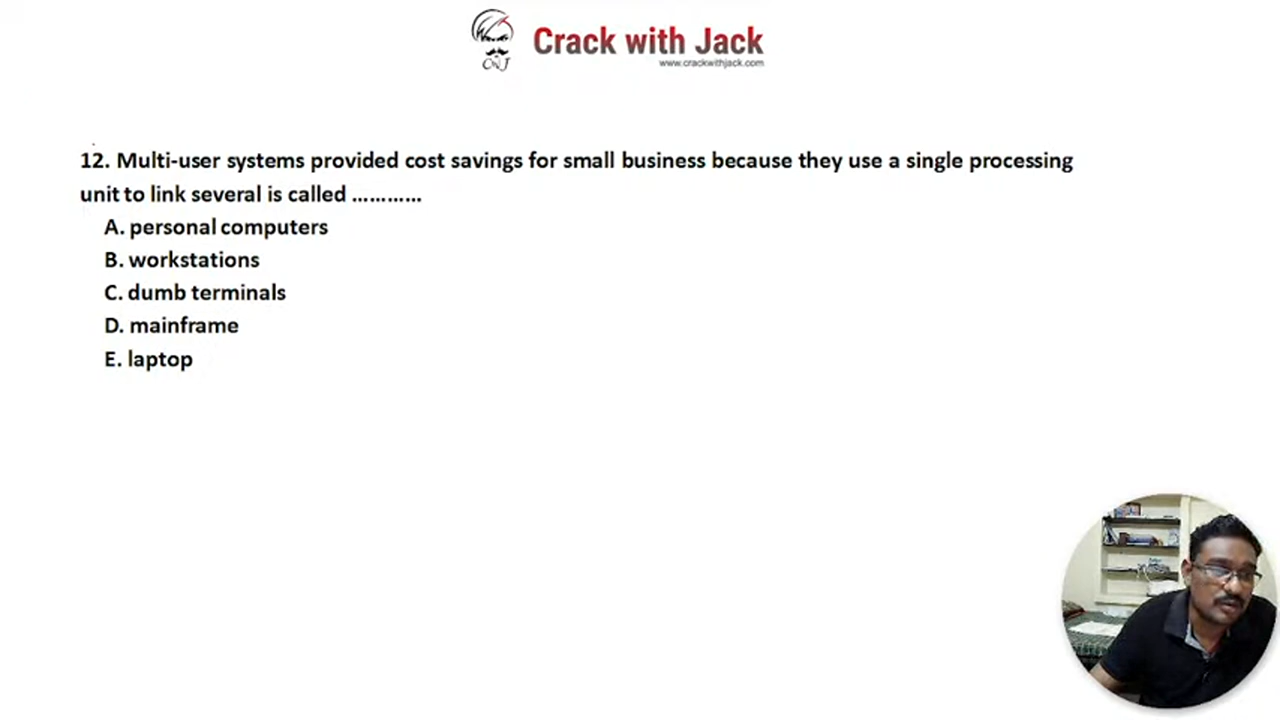 Crack with Jack
www.crackwithjack.com
12. Multi-user systems provided cost savings for small business because they use a single processing
unit to link several is called ............
A. personal computers
B. workstations
C. dumb terminals
D. mainframe
E. laptop